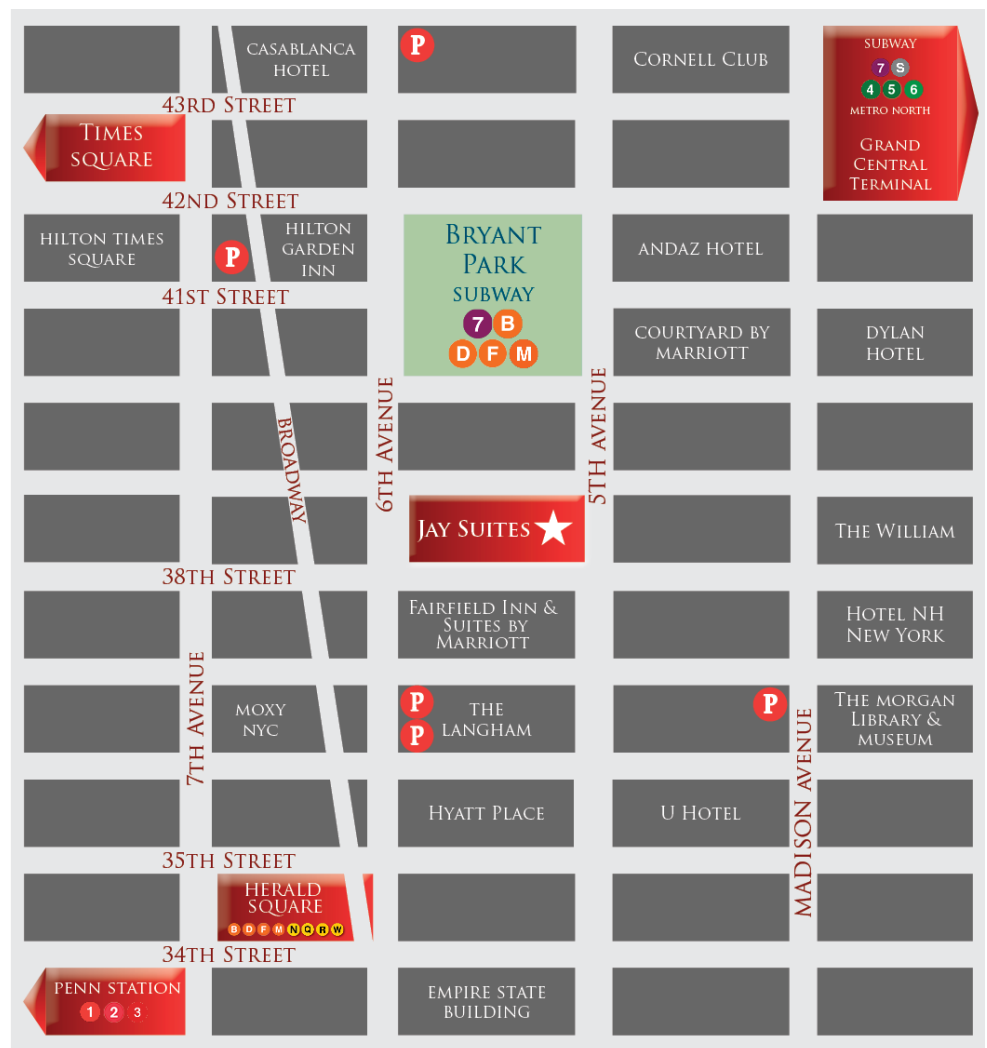 CASABLANCA
HOTEL
P
CORNELL CLUB
SUBWAY
7 S
4 5 6
METRO NORTH
GRAND
CENTRAL
TERMINAL
43RD STREET
TIMES
SQUARE
42ND STREET
HILTON TIMES
SQUARE
P
HILTON
GARDEN
INN
BRYANT
PARK
SUBWAY
7 B
D F M
ANDAZ HOTEL
41ST STREET
COURTYARD BY
MARRIOTT
DYLAN
HOTEL
BROADWAY
6TH AVENUE
5TH AVENUE
JAY SUITES
THE WILLIAM
38TH STREET
FAIRFIELD INN &
SUITES BY
MARRIOTT
HOTEL NH
NEW YORK
7TH AVENUE
MOXY
NYC
P
P
THE
LANGHAM
P
THE MORGAN
LIBRARY &
MUSEUM
MADISON AVENUE
HYATT PLACE
U HOTEL
35TH STREET
HERALD
SQUARE
B D F M N Q R W
34TH STREET
PENN STATION
1 2 3
EMPIRE STATE
BUILDING